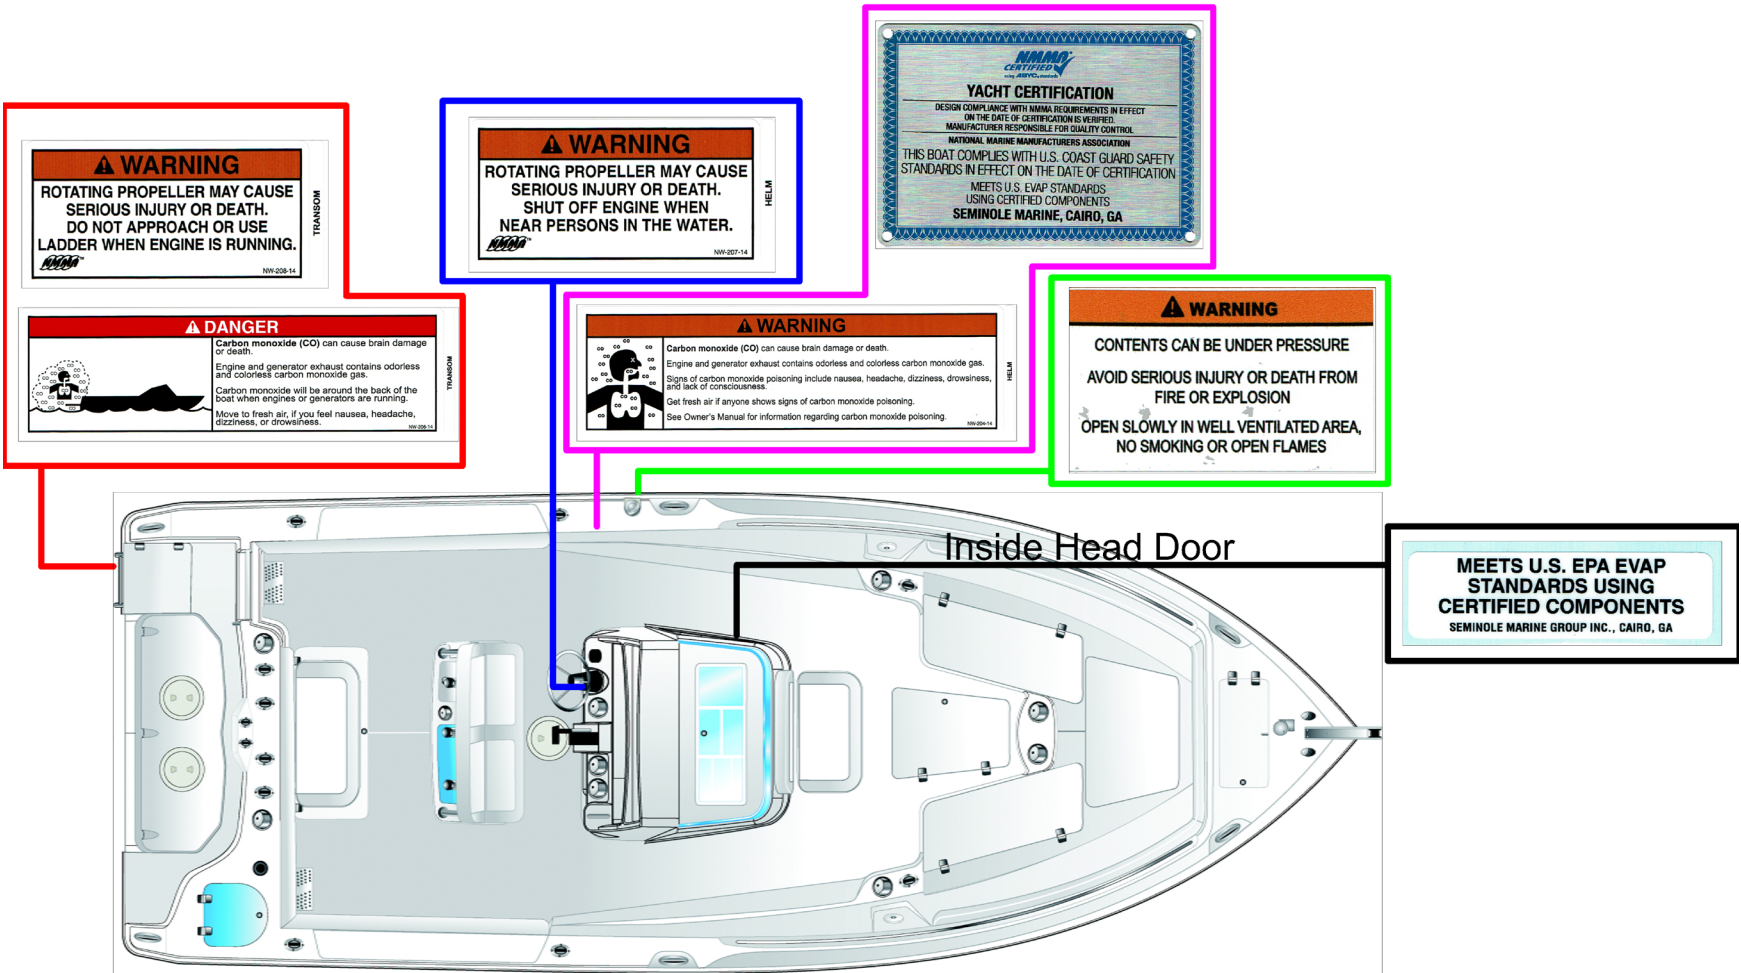 WARNING
ROTATING PROPELLER MAY CAUSE
SERIOUS INJURY OR DEATH.
DO NOT APPROACH OR USE
LADDER WHEN ENGINE IS RUNNING.
NMMA™
NW-208-14
TRANSOM
DANGER
Carbon monoxide (CO) can cause brain damage
or death.
Engine and generator exhaust contains odorless
and colorless carbon monoxide gas.
Carbon monoxide will be around the back of the
boat when engines or generators are running.
Move to fresh air, if you feel nausea, headache,
dizziness, or drowsiness.
NW-206-14
TRANSOM
WARNING
ROTATING PROPELLER MAY CAUSE
SERIOUS INJURY OR DEATH.
SHUT OFF ENGINE WHEN
NEAR PERSONS IN THE WATER.
NMMA™
NW-207-14
HELM
NMMA
CERTIFIED
using ABYC standards
YACHT CERTIFICATION
DESIGN COMPLIANCE WITH NMMA REQUIREMENTS IN EFFECT
ON THE DATE OF CERTIFICATION IS VERIFIED.
MANUFACTURER RESPONSIBLE FOR QUALITY CONTROL
NATIONAL MARINE MANUFACTURERS ASSOCIATION
THIS BOAT COMPLIES WITH U.S. COAST GUARD SAFETY
STANDARDS IN EFFECT ON THE DATE OF CERTIFICATION
MEETS U.S. EVAP STANDARDS
USING CERTIFIED COMPONENTS
SEMINOLE MARINE, CAIRO, GA
WARNING
Carbon monoxide (CO) can cause brain damage or death.
Engine and generator exhaust contains odorless and colorless carbon monoxide gas.
Signs of carbon monoxide poisoning include nausea, headache, dizziness, drowsiness,
and lack of consciousness.
Get fresh air if anyone shows signs of carbon monoxide poisoning.
See Owner's Manual for information regarding carbon monoxide poisoning.
NW-204-14
HELM
WARNING
CONTENTS CAN BE UNDER PRESSURE
AVOID SERIOUS INJURY OR DEATH FROM
FIRE OR EXPLOSION
OPEN SLOWLY IN WELL VENTILATED AREA,
NO SMOKING OR OPEN FLAMES
Inside Head Door
MEETS U.S. EPA EVAP
STANDARDS USING
CERTIFIED COMPONENTS
SEMINOLE MARINE GROUP INC., CAIRO, GA